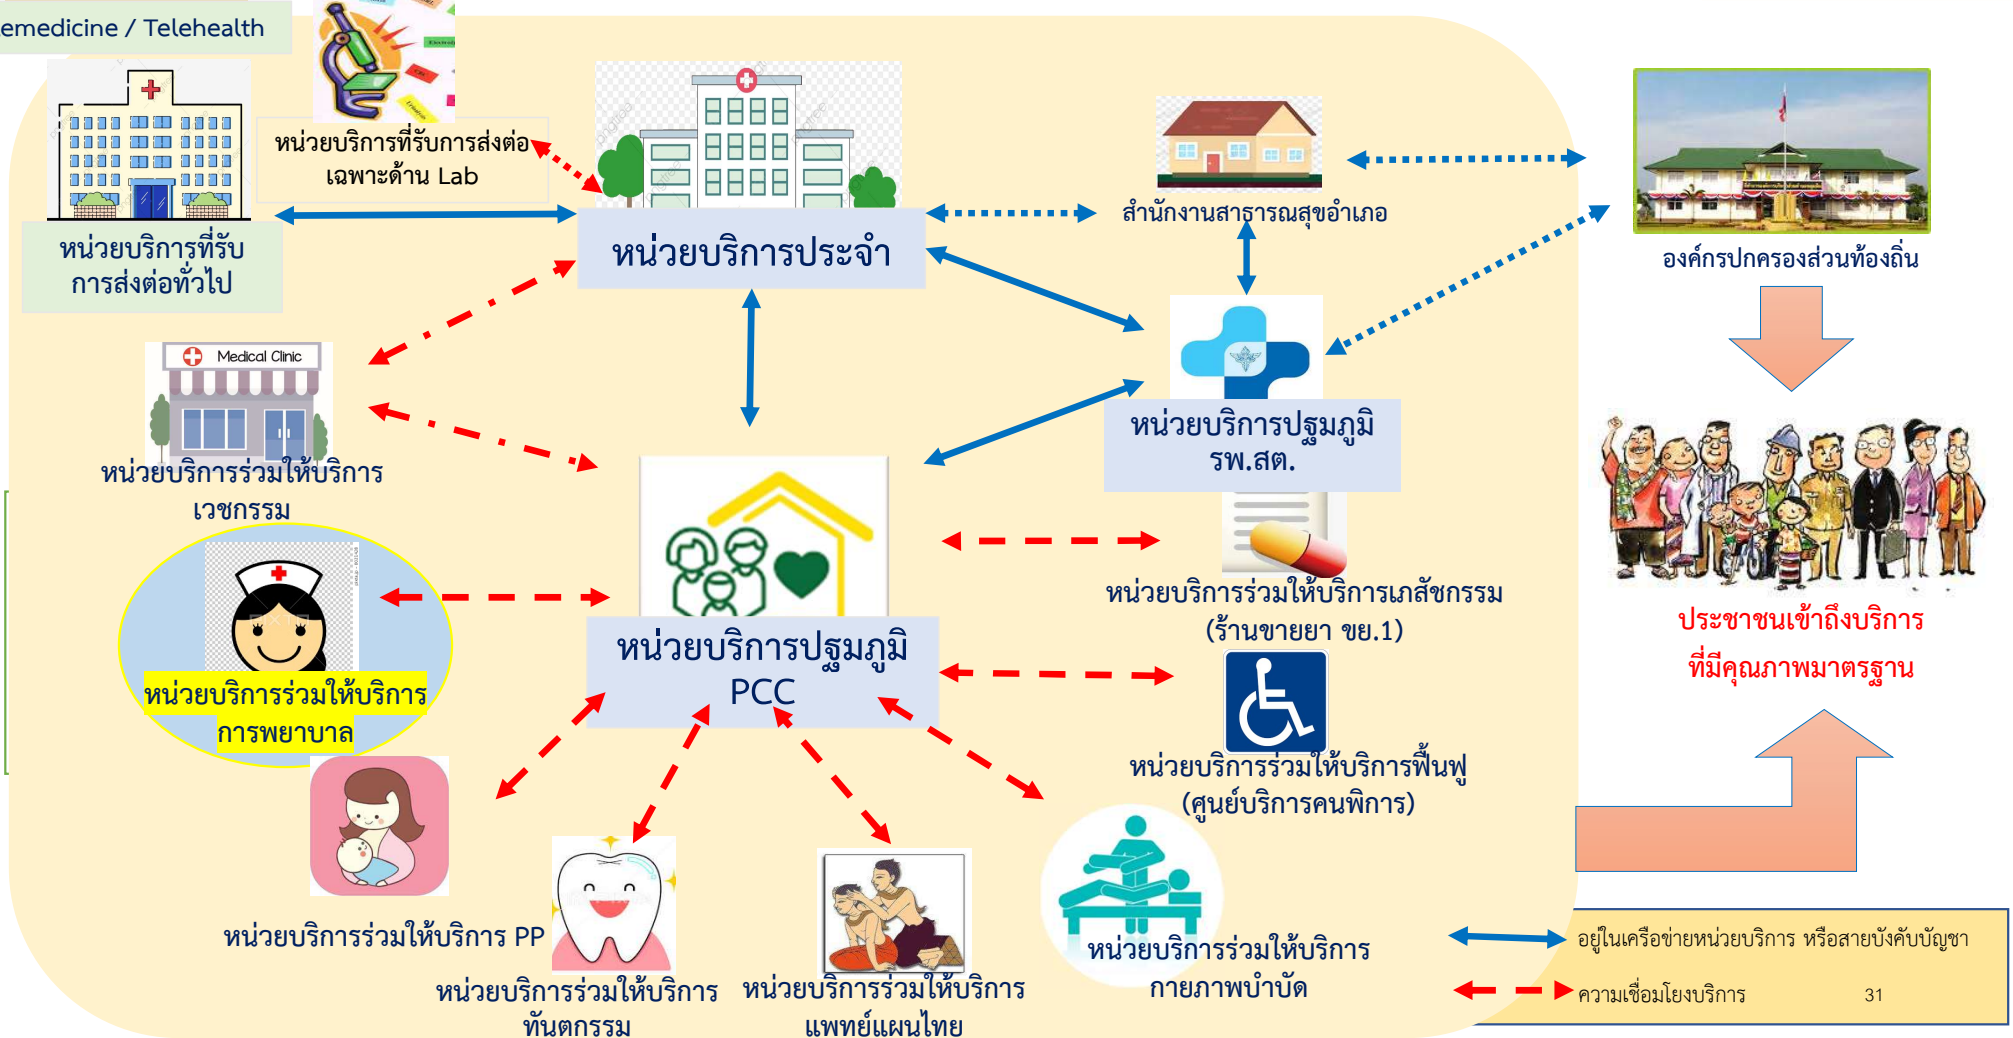 emedicine / Telehealth
หน่วยบริการที่รับการส่งต่อ
เฉพาะด้าน Lab
หน่วยบริการที่รับ
การส่งต่อทั่วไป
หน่วยบริการประจำ
สำนักงานสาธารณสุขอำเภอ
องค์กรปกครองส่วนท้องถิ่น
Medical Clinic
หน่วยบริการร่วมให้บริการ
เวชกรรม
หน่วยบริการปฐมภูมิ
รพ.สต.
หน่วยบริการร่วมให้บริการเภสัชกรรม
(ร้านขายยา ขย.1)
ประชาชนเข้าถึงบริการ
ที่มีคุณภาพมาตรฐาน
หน่วยบริการปฐมภูมิ
PCC
หน่วยบริการร่วมให้บริการ
การพยาบาล
หน่วยบริการร่วมให้บริการฟื้นฟู
(ศูนย์บริการคนพิการ)
หน่วยบริการร่วมให้บริการ PP
หน่วยบริการร่วมให้บริการ
ทันตกรรม
หน่วยบริการร่วมให้บริการ
แพทย์แผนไทย
หน่วยบริการร่วมให้บริการ
กายภาพบำบัด
อยู่ในเครือข่ายหน่วยบริการ หรือสายบังคับบัญชา
ความเชื่อมโยงบริการ
31